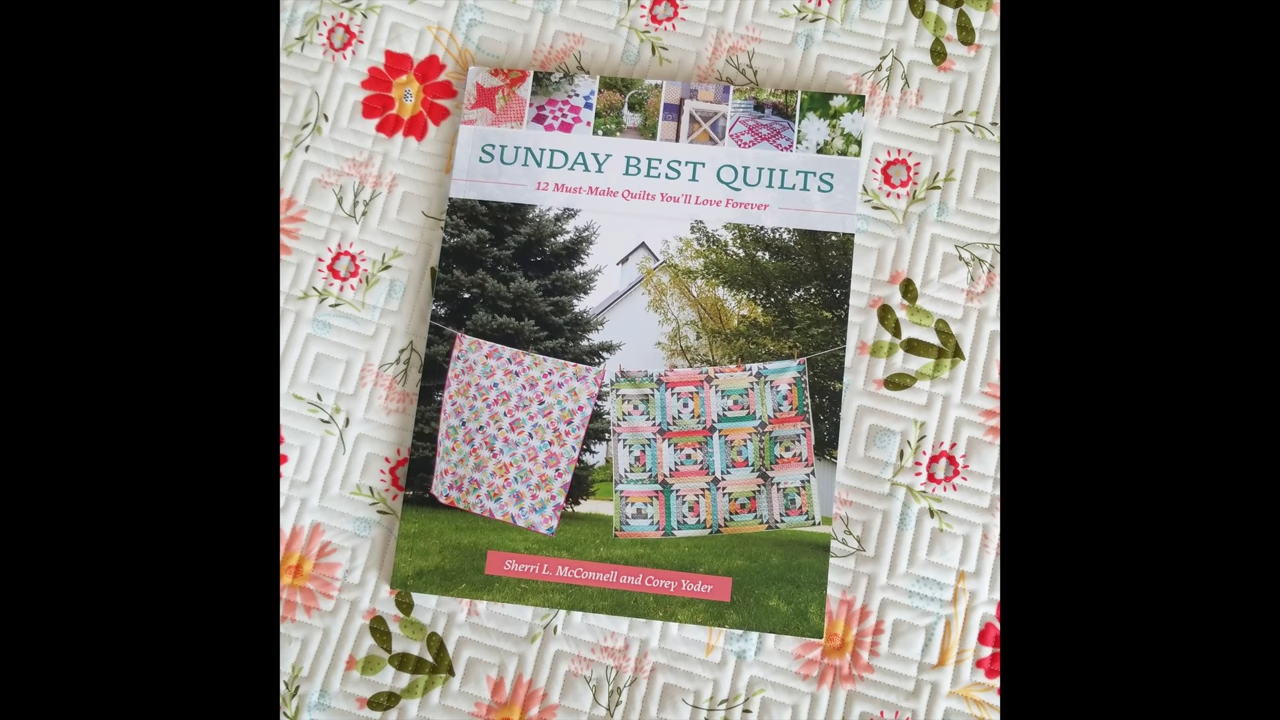 SUNDAY BEST QUILTS
12 Must-Make Quilts You'll Love Forever
Sherri L. McConnell and Corey Yoder